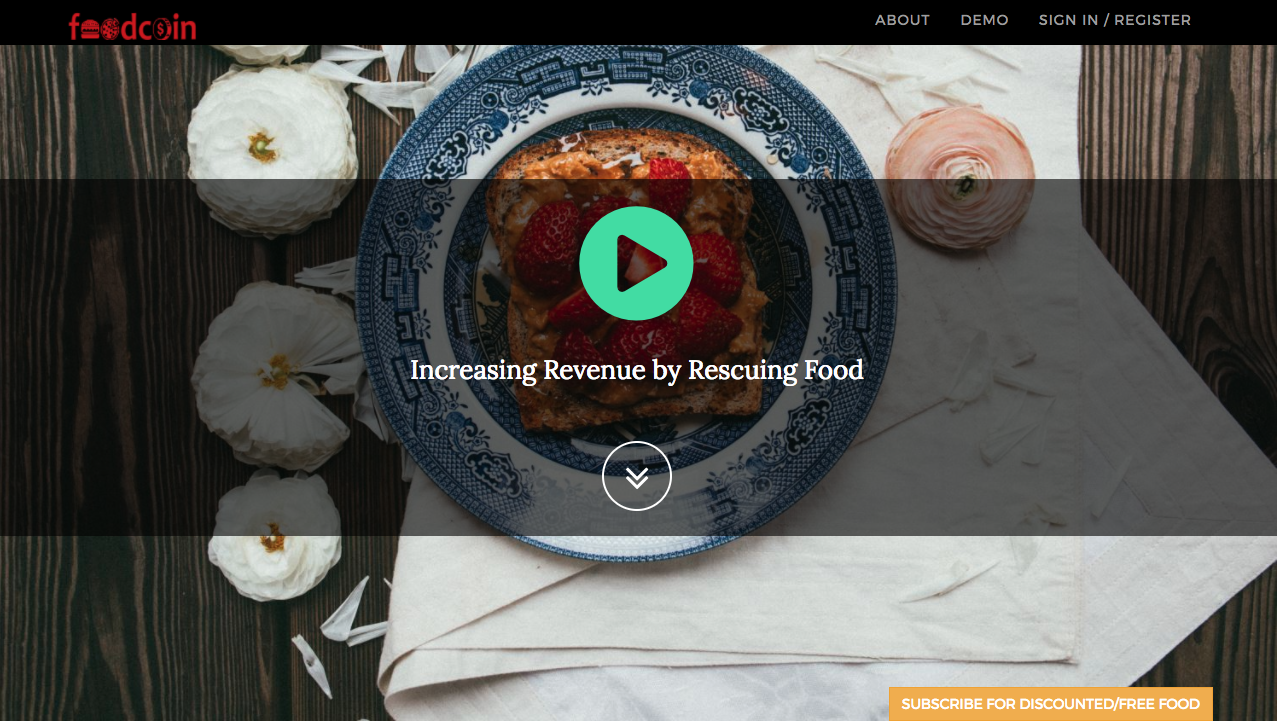 foodcoin
ABOUT DEMO SIGN IN / REGISTER
Increasing Revenue by Rescuing Food
SUBSCRIBE FOR DISCOUNTED/FREE FOOD